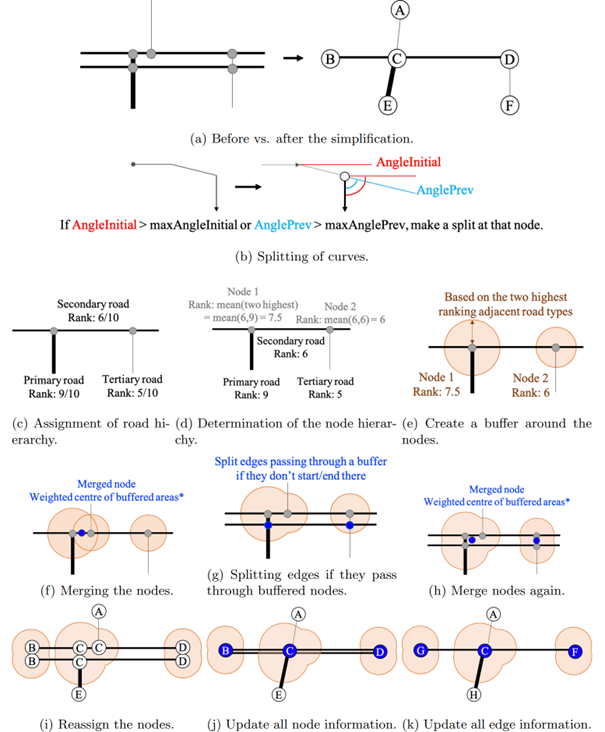 A
B C D
E F
(a) Before vs. after the simplification.
AngleInitial
AnglePrev
If AngleInitial > maxAngleInitial or AnglePrev > maxAnglePrev, make a split at that node.
(b) Splitting of curves.
Secondary road
Rank: 6/10
Primary road
Rank: 9/10
Tertiary road
Rank: 5/10
(c) Assignment of road hi-
erarchy.
Node 1
Rank: mean(two highest)
= mean(6,9) = 7.5
Node 2
Rank: mean(6,6) = 6
Secondary road
Rank: 6
Primary road
Rank: 9
Tertiary road
Rank: 5
(d) Determination of the node hierar-
chy.
Based on the two highest
ranking adjacent road types
Node 1
Rank 7.5
Node 2
Rank: 6
(e) Create a buffer around the
nodes.
Merged node
Weighted centre of buffered areas*
(f) Merging the nodes.
Split edges passing through a buffer
if they don't start/end there
(g) Splitting edges if they pass
through buffered nodes.
Merged node
Weighted centre of buffered areas*
(h) Merge nodes again.
A
B C C D
B C D
E
(i) Reassign the nodes.
A
B C D
E
(j) Update all node information.
A
G C F
H
(k) Update all edge information.